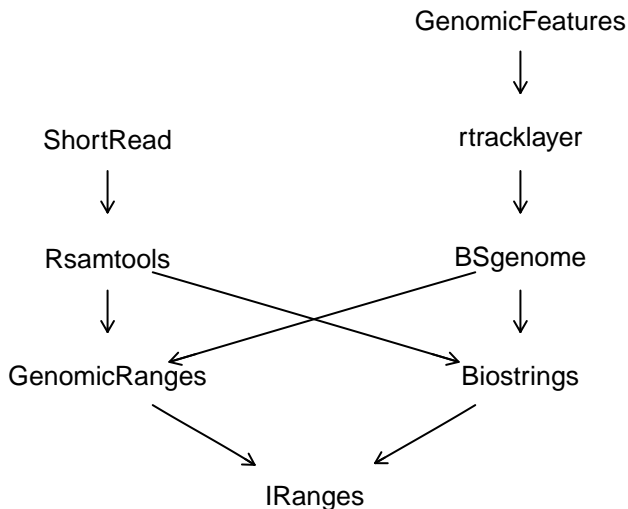 GenomicFeatures
ShortRead rtracklayer
Rsamtools BSgenome
GenomicRanges Biostrings
IRanges